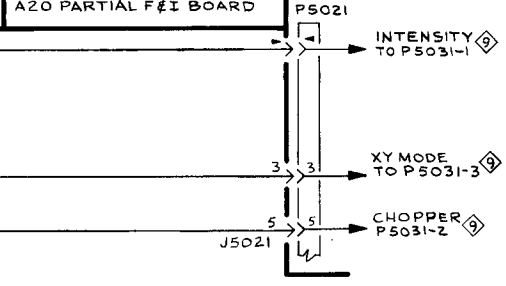 A20 PARTIAL F&I BOARD
P5021
INTENSITY 9
TO P5031-1
XY MODE 9
3 3 TO P5031-3
CHOPPER 9
5 5 P5031-2
J5021